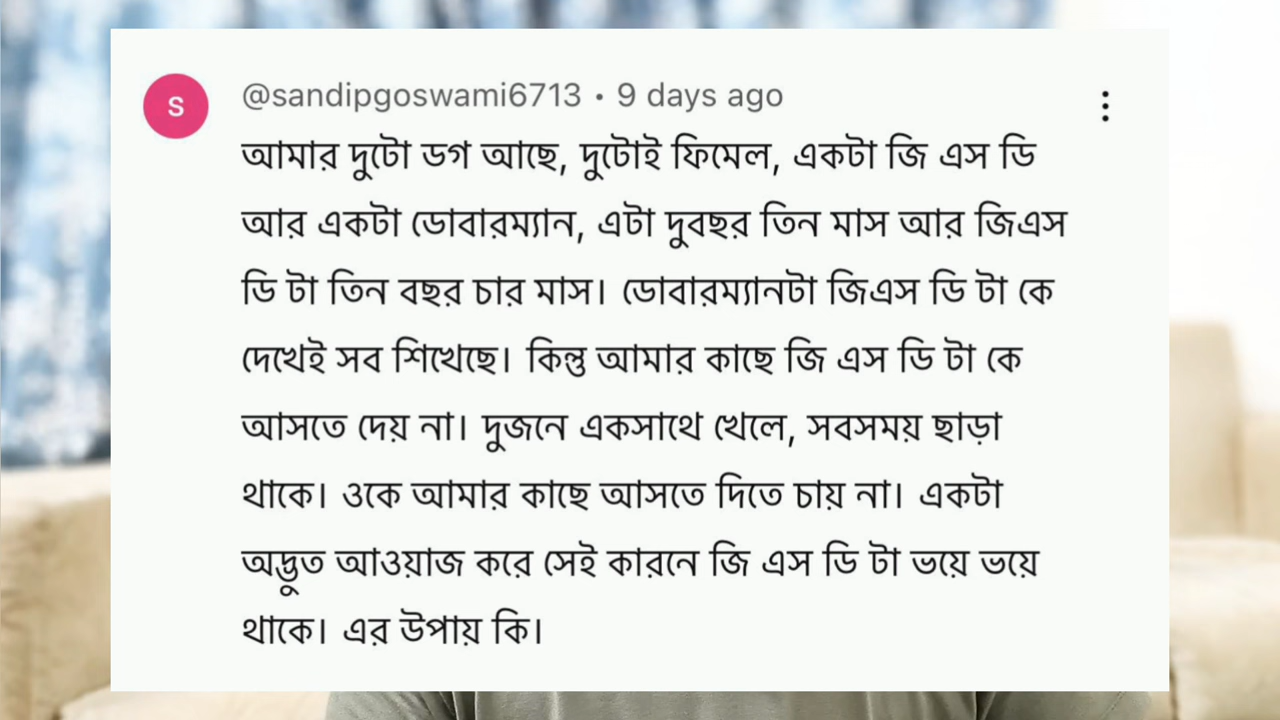 S
@sandipgoswami6713 • 9 days ago
আমার দুটো ডগ আছে, দুটোই ফিমেল, একটা জি এস ডি
আর একটা ডোবারম্যান, এটা দুবছর তিন মাস আর জিএস
ডি টা তিন বছর চার মাস। ডোবারম্যানটা জিএস ডি টা কে
দেখেই সব শিখেছে। কিন্তু আমার কাছে জি এস ডি টা কে
আসতে দেয় না। দুজনে একসাথে খেলে, সবসময় ছাড়া
থাকে। ওকে আমার কাছে আসতে দিতে চায় না। একটা
অদ্ভুত আওয়াজ করে সেই কারনে জি এস ডি টা ভয়ে ভয়ে
থাকে। এর উপায় কি।